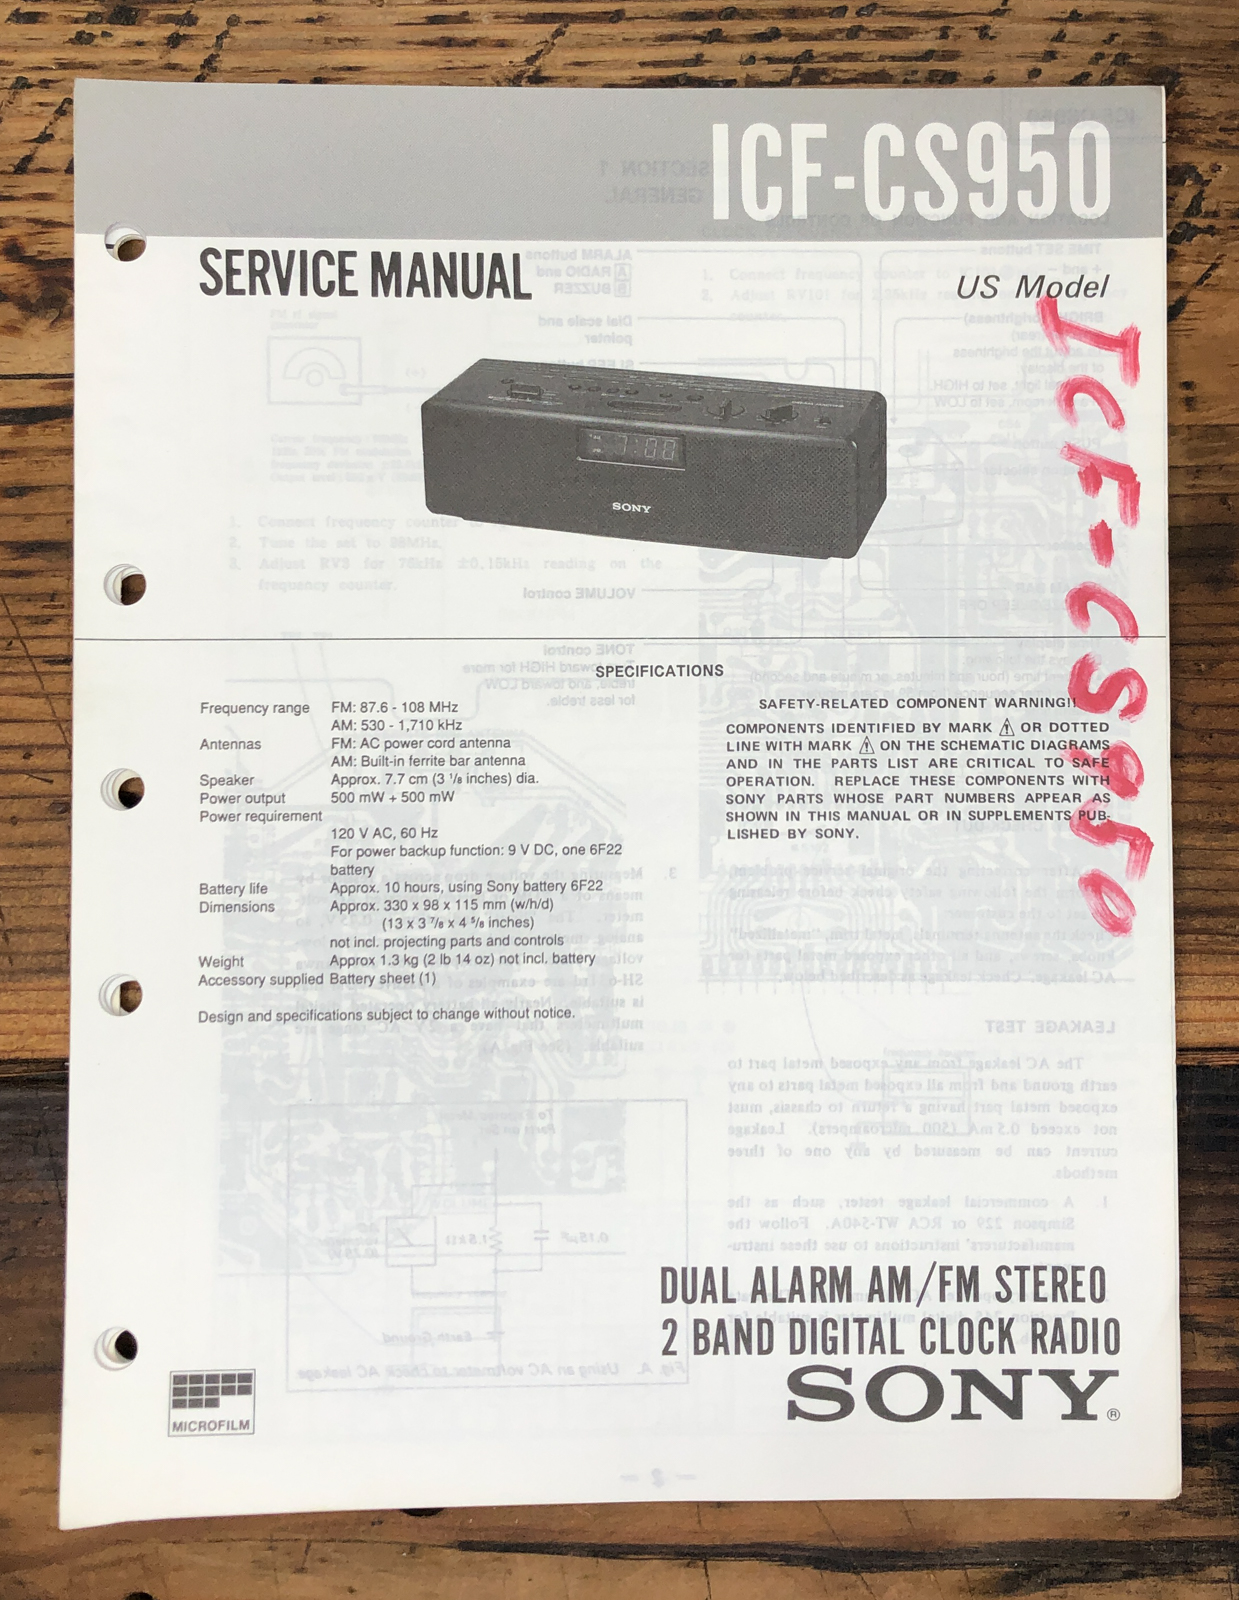 ICF-CS950
SERVICE MANUAL
US Model
ICF-CS950
7:00
SONY
SPECIFICATIONS
Frequency range FM: 87.6 - 108 MHz
AM: 530 - 1,710 kHz
Antennas FM: AC power cord antenna
AM: Built-in ferrite bar antenna
Speaker Approx. 7.7 cm (3 1/8 inches) dia.
Power output 500 mW + 500 mW
Power requirement
120 V AC, 60 Hz
For power backup function: 9 V DC, one 6F22
battery
Battery life Approx. 10 hours, using Sony battery 6F22
Dimensions Approx. 330 x 98 x 115 mm (w/h/d)
(13 x 3 7/8 x 4 5/8 inches)
not incl. projecting parts and controls
Weight Approx 1.3 kg (2 lb 14 oz) not incl. battery
Accessory supplied Battery sheet (1)
Design and specifications subject to change without notice.
SAFETY-RELATED COMPONENT WARNING!!
COMPONENTS IDENTIFIED BY MARK ⚠ OR DOTTED
LINE WITH MARK ⚠ ON THE SCHEMATIC DIAGRAMS
AND IN THE PARTS LIST ARE CRITICAL TO SAFE
OPERATION. REPLACE THESE COMPONENTS WITH
SONY PARTS WHOSE PART NUMBERS APPEAR AS
SHOWN IN THIS MANUAL OR IN SUPPLEMENTS PUB-
LISHED BY SONY.
DUAL ALARM AM/FM STEREO
2 BAND DIGITAL CLOCK RADIO
SONY®
MICROFILM